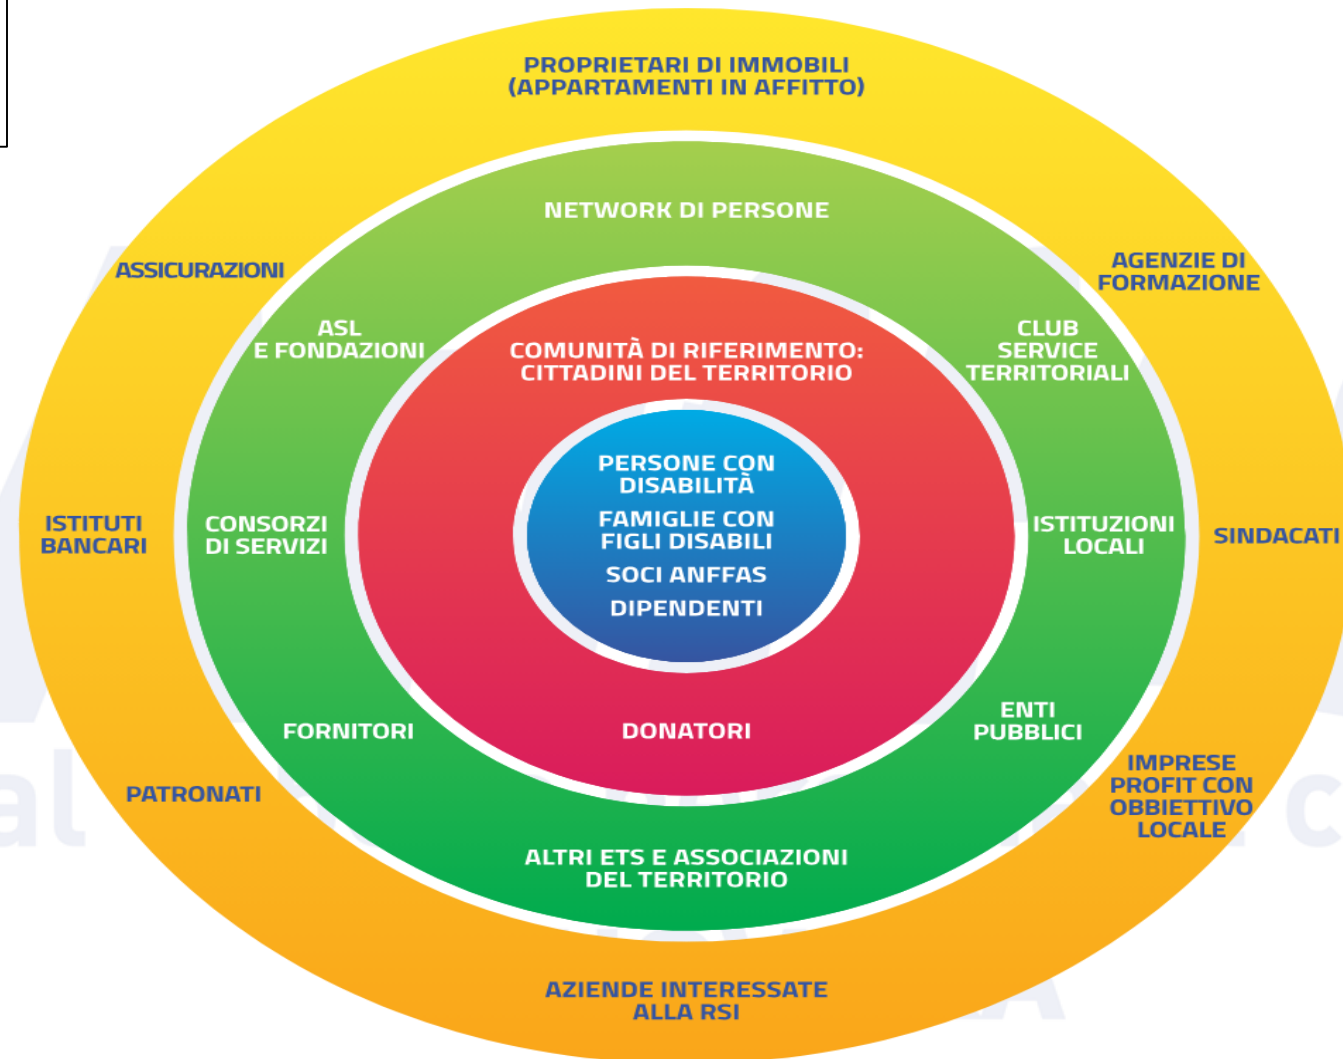 PROPRIETARI DI IMMOBILI
(APPARTAMENTI IN AFFITTO)
NETWORK DI PERSONE
ASSICURAZIONI
AGENZIE DI
FORMAZIONE
ASL
E FONDAZIONI
CLUB
SERVICE
TERRITORIALI
COMUNITÀ DI RIFERIMENTO:
CITTADINI DEL TERRITORIO
PERSONE CON
DISABILITÀ
FAMIGLIE CON
FIGLI DISABILI
SOCI ANFFAS
DIPENDENTI
ISTITUTI
BANCARI
CONSORZI
DI SERVIZI
ISTITUZIONI
LOCALI
SINDACATI
FORNITORI
DONATORI
ENTI
PUBBLICI
PATRONATI
IMPRESE
PROFIT CON
OBBIETTIVO
LOCALE
ALTRI ETS E ASSOCIAZIONI
DEL TERRITORIO
AZIENDE INTERESSATE
ALLA RSI